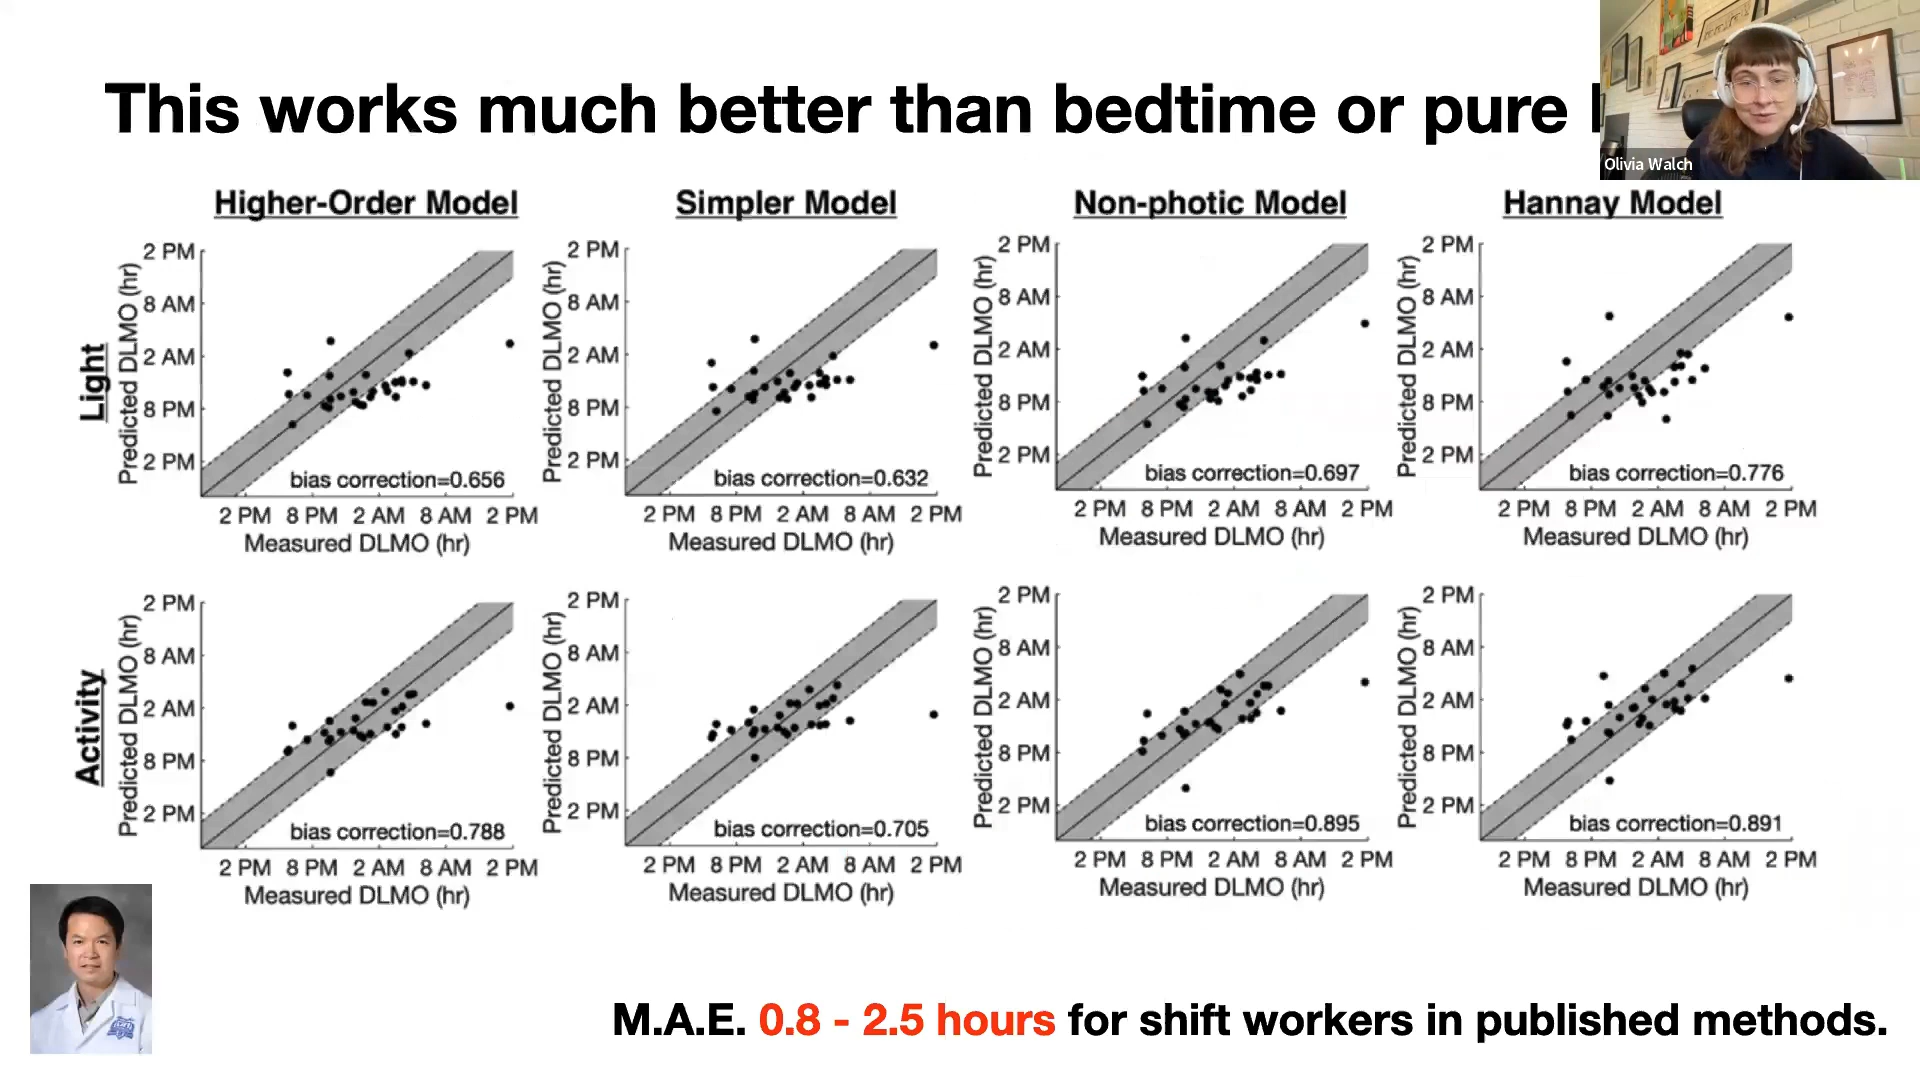 This works much better than bedtime or pure
Olivia Walch
Higher-Order Model
Simpler Model
Non-photic Model
Hannay Model
Light
Predicted DLMO (hr)
2 PM
8 AM
2 AM
8 PM
2 PM
bias correction=0.656
2 PM 8 PM 2 AM 8 AM 2 PM
Measured DLMO (hr)
Predicted DLMO (hr)
2 PM
8 AM
2 AM
8 PM
2 PM
bias correction=0.632
2 PM 8 PM 2 AM 8 AM 2 PM
Measured DLMO (hr)
Predicted DLMO (hr)
2 PM
8 AM
2 AM
8 PM
2 PM
bias correction=0.697
2 PM 8 PM 2 AM 8 AM 2 PM
Measured DLMO (hr)
Predicted DLMO (hr)
2 PM
8 AM
2 AM
8 PM
2 PM
bias correction=0.776
2 PM 8 PM 2 AM 8 AM 2 PM
Measured DLMO (hr)
Activity
Predicted DLMO (hr)
2 PM
8 AM
2 AM
8 PM
2 PM
bias correction=0.788
2 PM 8 PM 2 AM 8 AM 2 PM
Measured DLMO (hr)
Predicted DLMO (hr)
2 PM
8 AM
2 AM
8 PM
2 PM
bias correction=0.705
2 PM 8 PM 2 AM 8 AM 2 PM
Measured DLMO (hr)
Predicted DLMO (hr)
2 PM
8 AM
2 AM
8 PM
2 PM
bias correction=0.895
2 PM 8 PM 2 AM 8 AM 2 PM
Measured DLMO (hr)
Predicted DLMO (hr)
2 PM
8 AM
2 AM
8 PM
2 PM
bias correction=0.891
2 PM 8 PM 2 AM 8 AM 2 PM
Measured DLMO (hr)
M.A.E. 0.8 - 2.5 hours for shift workers in published methods.